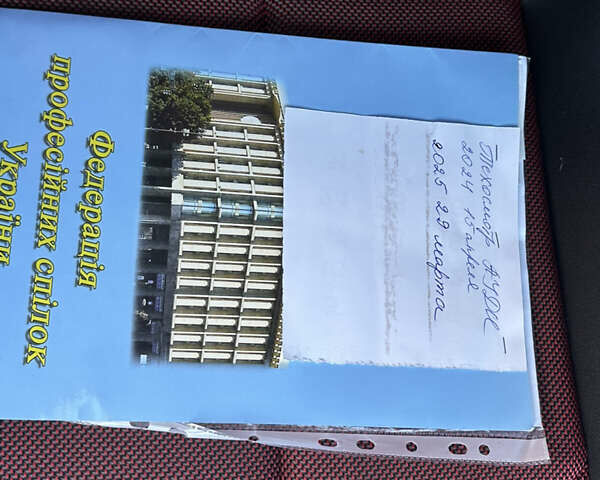 Техосмотр АУДИ
2024 15 апреля
2025 29 марта
Федерація
професійних спілок
України